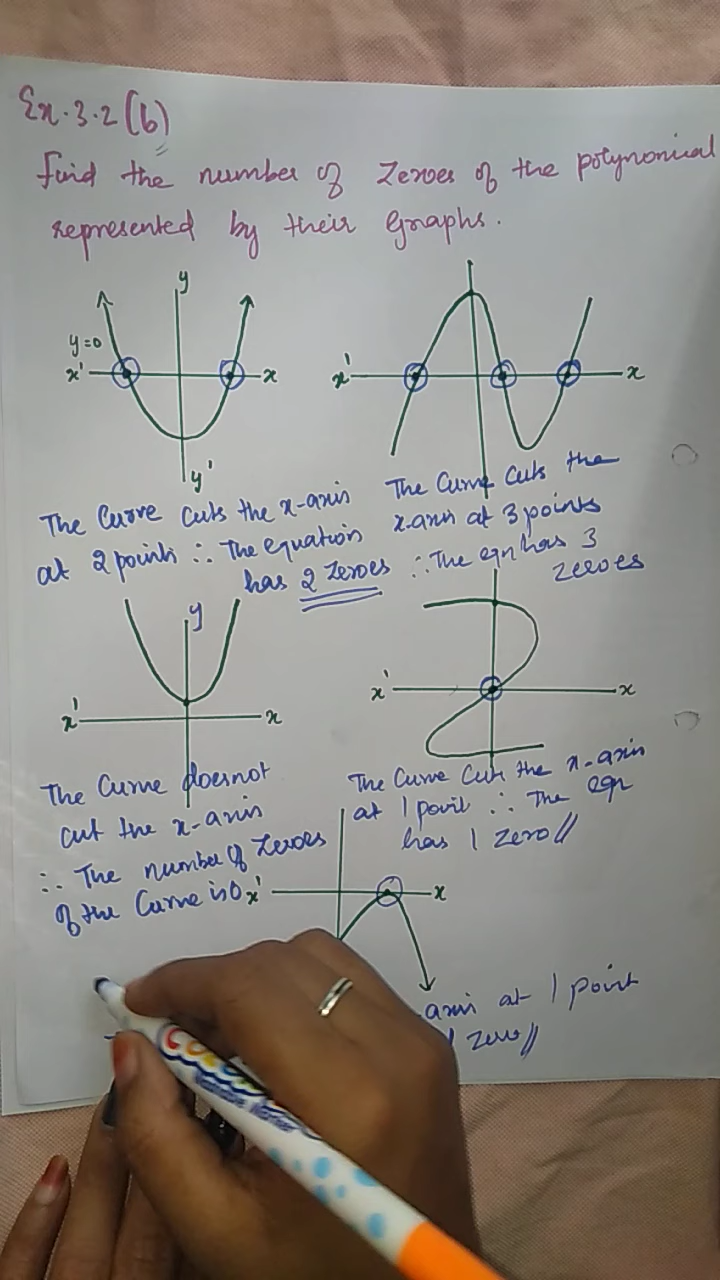 Ex.3.2(b)
Find the number of Zeroes of the polynomial
represented by their Graphs.
y
y=0
x' x
y'
x' x
The Curve cuts the x-axis
at 2 points ∴ The equation
has 2 Zeroes
The Curve Cuts the
x-axis at 3 points
∴ The eqn has 3
zeroes
y
x' x
x' x
The Curve does not
cut the x-axis
∴ The number of Zeroes
of the Curve is 0
The Curve Cuts the x-axis
at 1 point ∴ The eqn
has 1 zero//
x' x
axis at 1 point
1 zero//